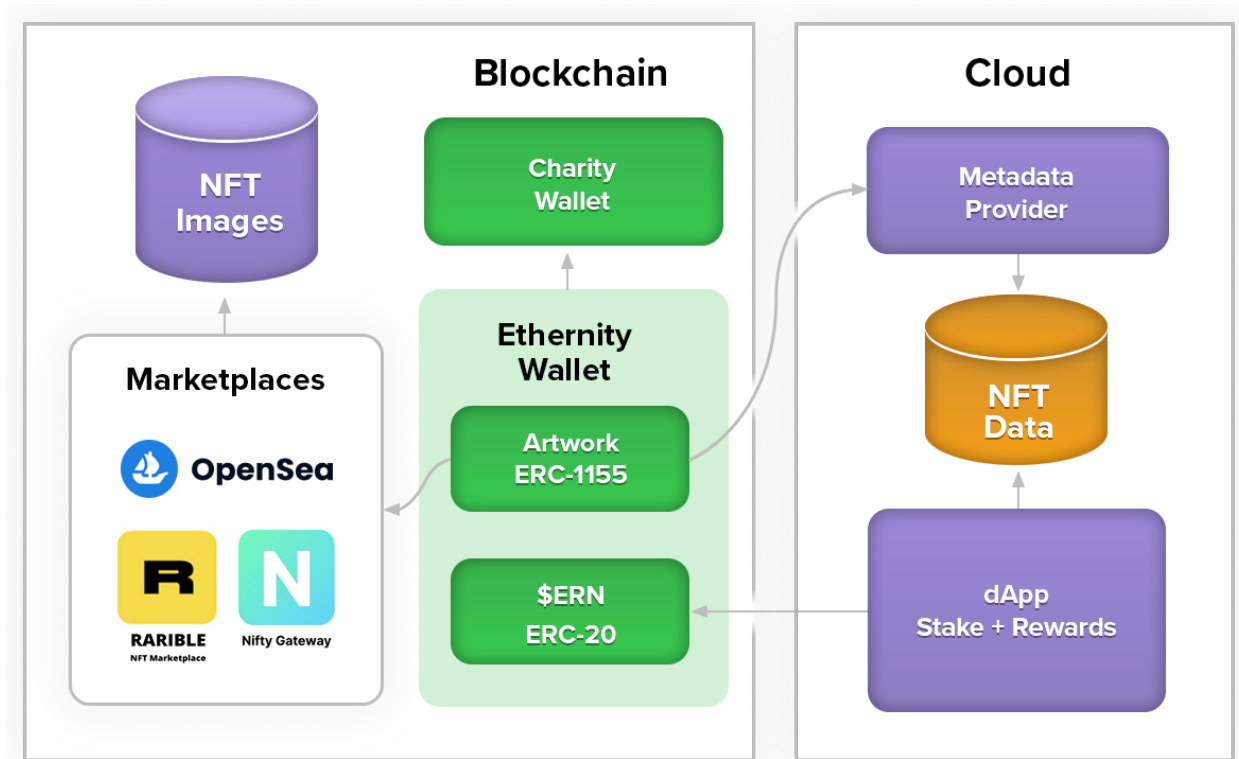 Blockchain
NFT
Images
Charity
Wallet
Ethernity
Wallet
Artwork
ERC-1155
$ERN
ERC-20
Marketplaces
OpenSea
R
RARIBLE
NFT Marketplace
N
Nifty Gateway
Cloud
Metadata
Provider
NFT
Data
dApp
Stake + Rewards